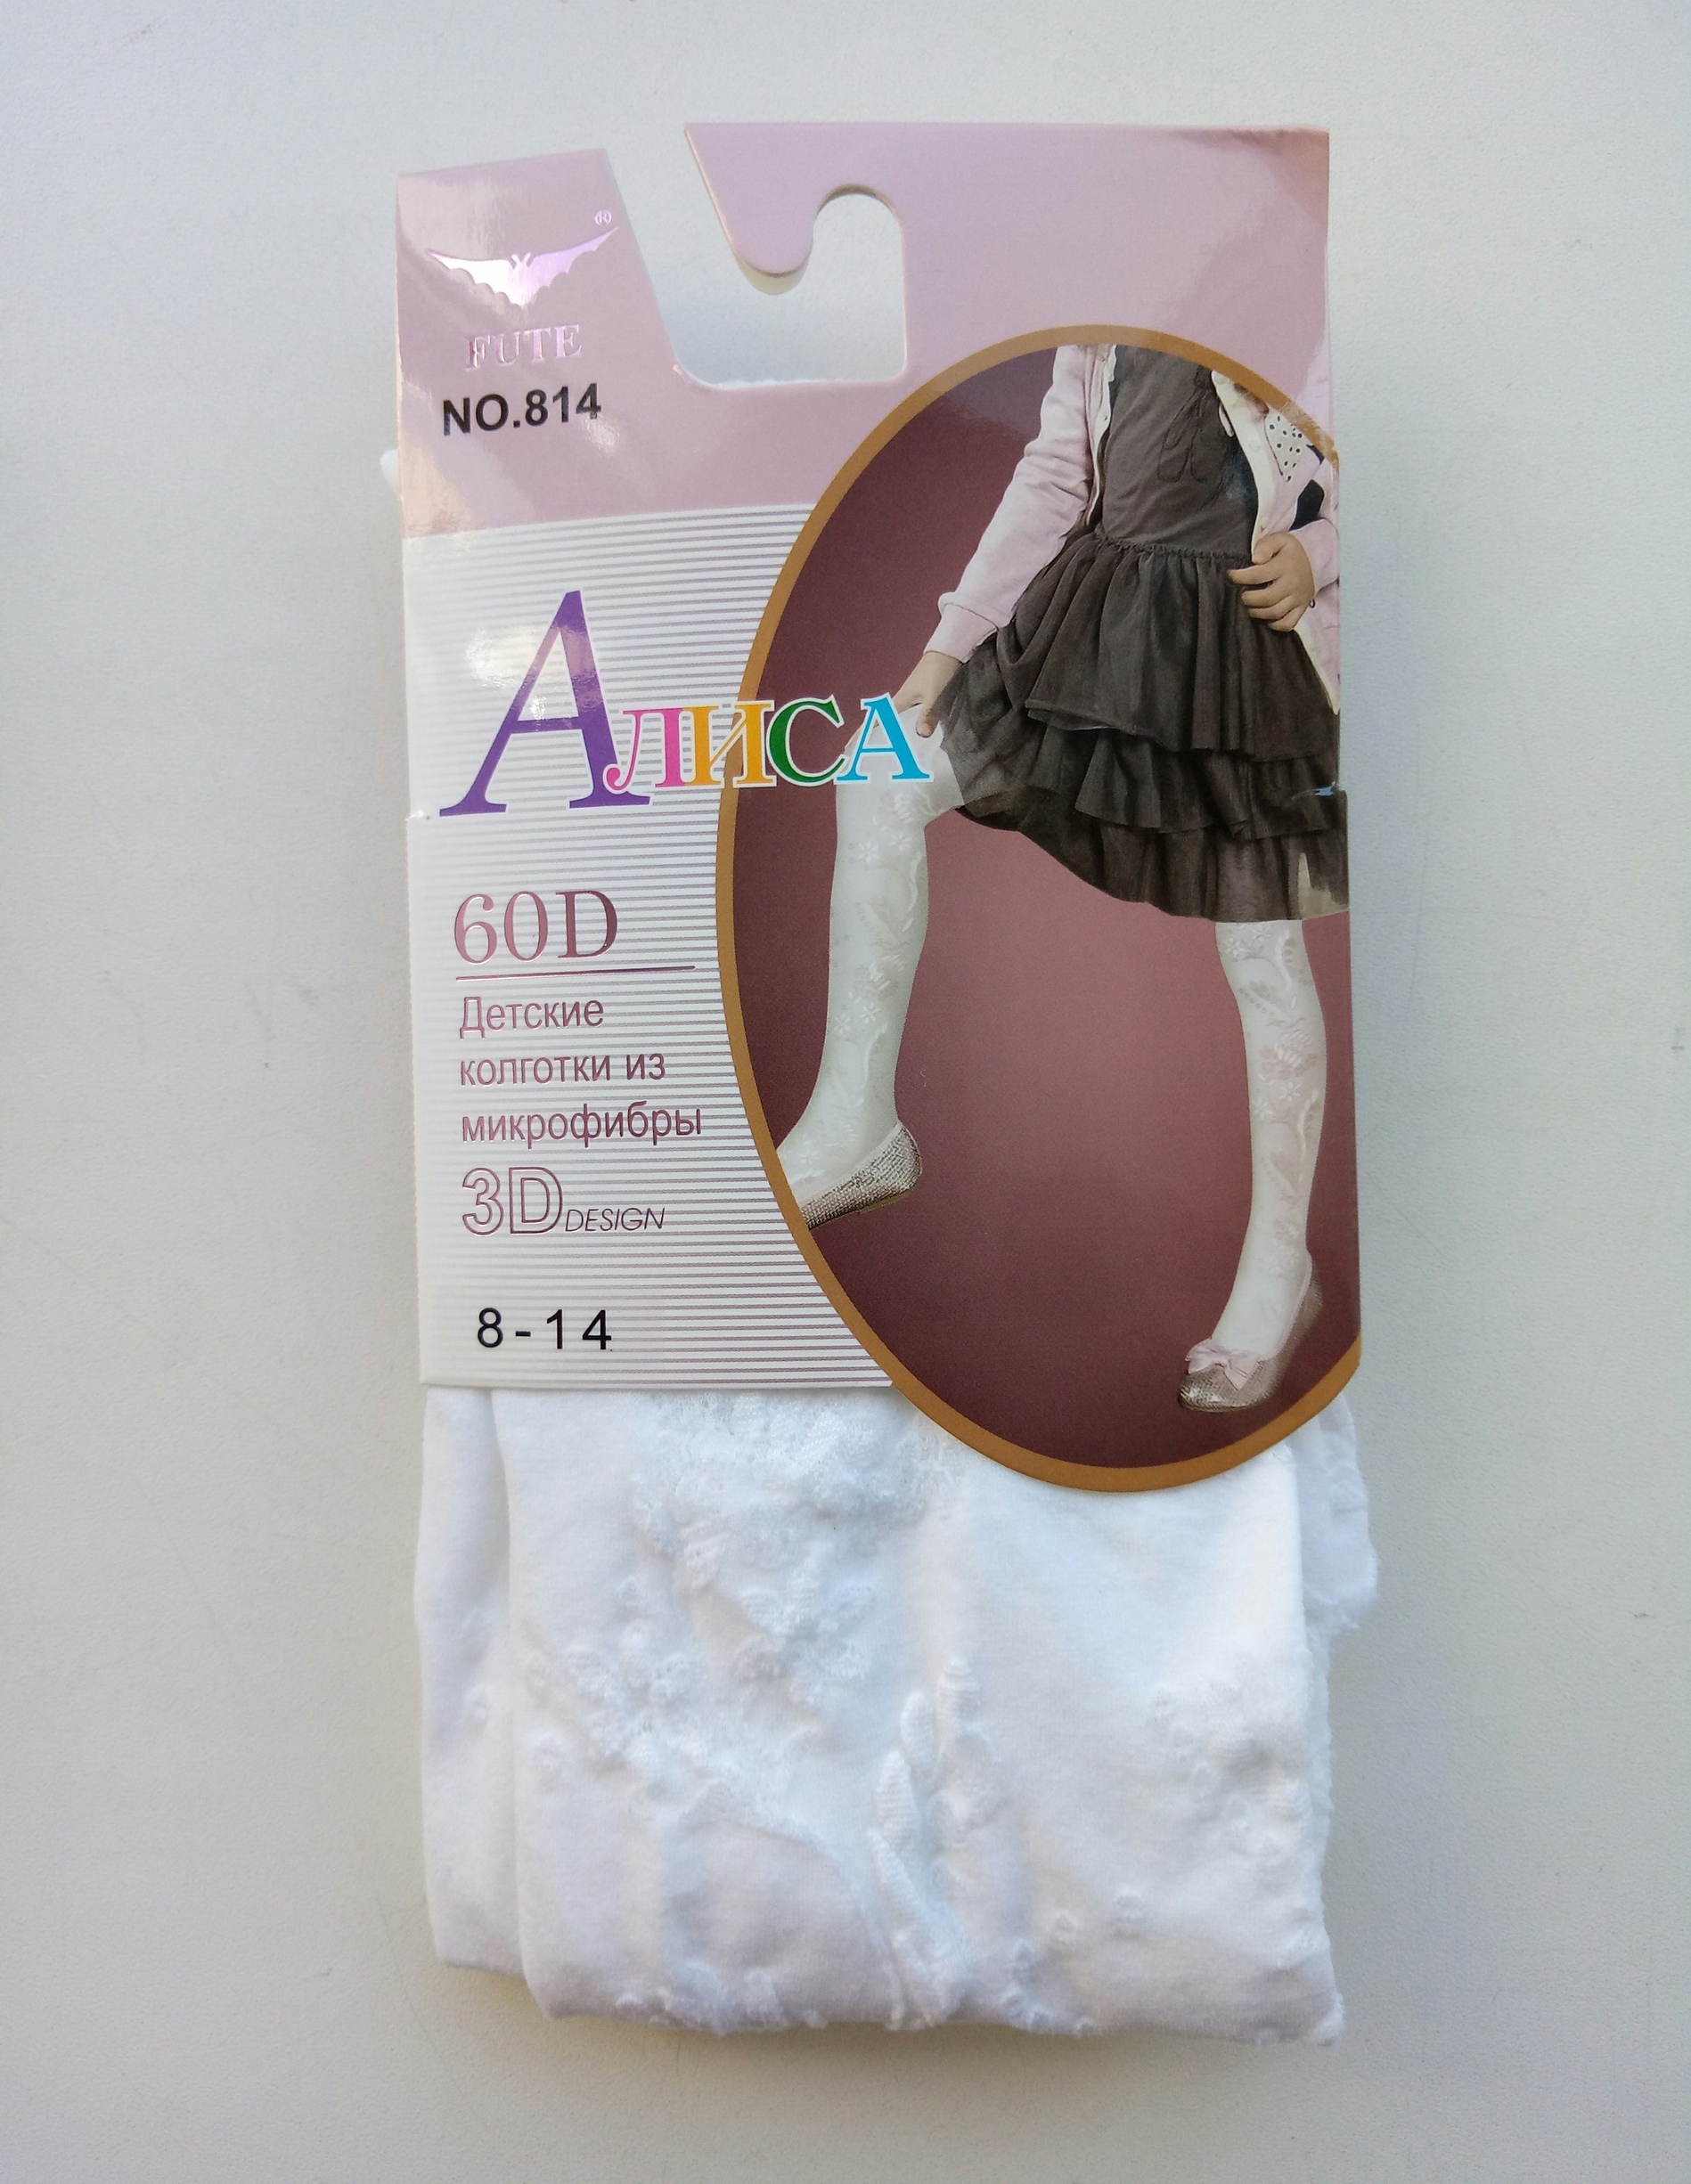 ®
FUTE
NO.814
Алиса
60D
Детские
колготки из
микрофибры
3D DESIGN
8-14